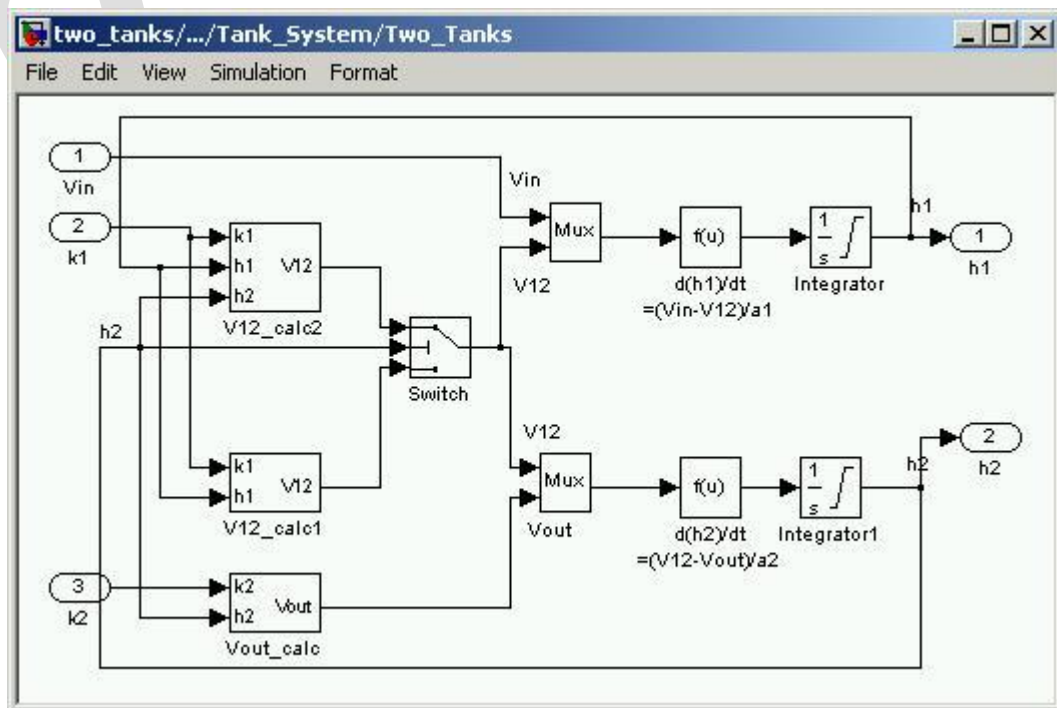 two_tanks/.../Tank_System/Two_Tanks
File Edit View Simulation Format
1
Vin
2
k1
k1
h1
h2
V12
V12_calc2
h2
k1
h1
V12
V12_calc1
3
k2
k2
h2
Vout
Vout_calc
Switch
Vin
Mux
V12
f(u)
d(h1)/dt
=(Vin-V12)/a1
1
s
Integrator
h1
1
h1
V12
Mux
Vout
f(u)
d(h2)/dt
=(V12-Vout)/a2
1
s
Integrator1
h2
2
h2